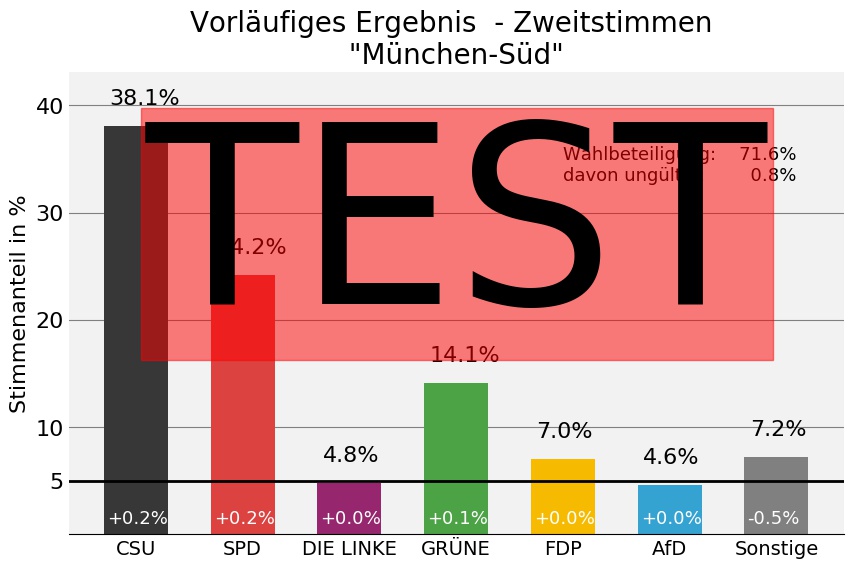 Vorläufiges Ergebnis - Zweitstimmen
"München-Süd"
38.1%
TEST
Wahlbeteiligung: 71.6%
davon 0.8%
4.2%
14.1%
7.0%
7.2%
4.8%
4.6%
Stimmenanteil in %
40
30
20
10
5
+0.2% +0.2% +0.0% +0.1% +0.0% +0.0% -0.5%
CSU SPD DIE LINKE GRÜNE FDP AfD Sonstige